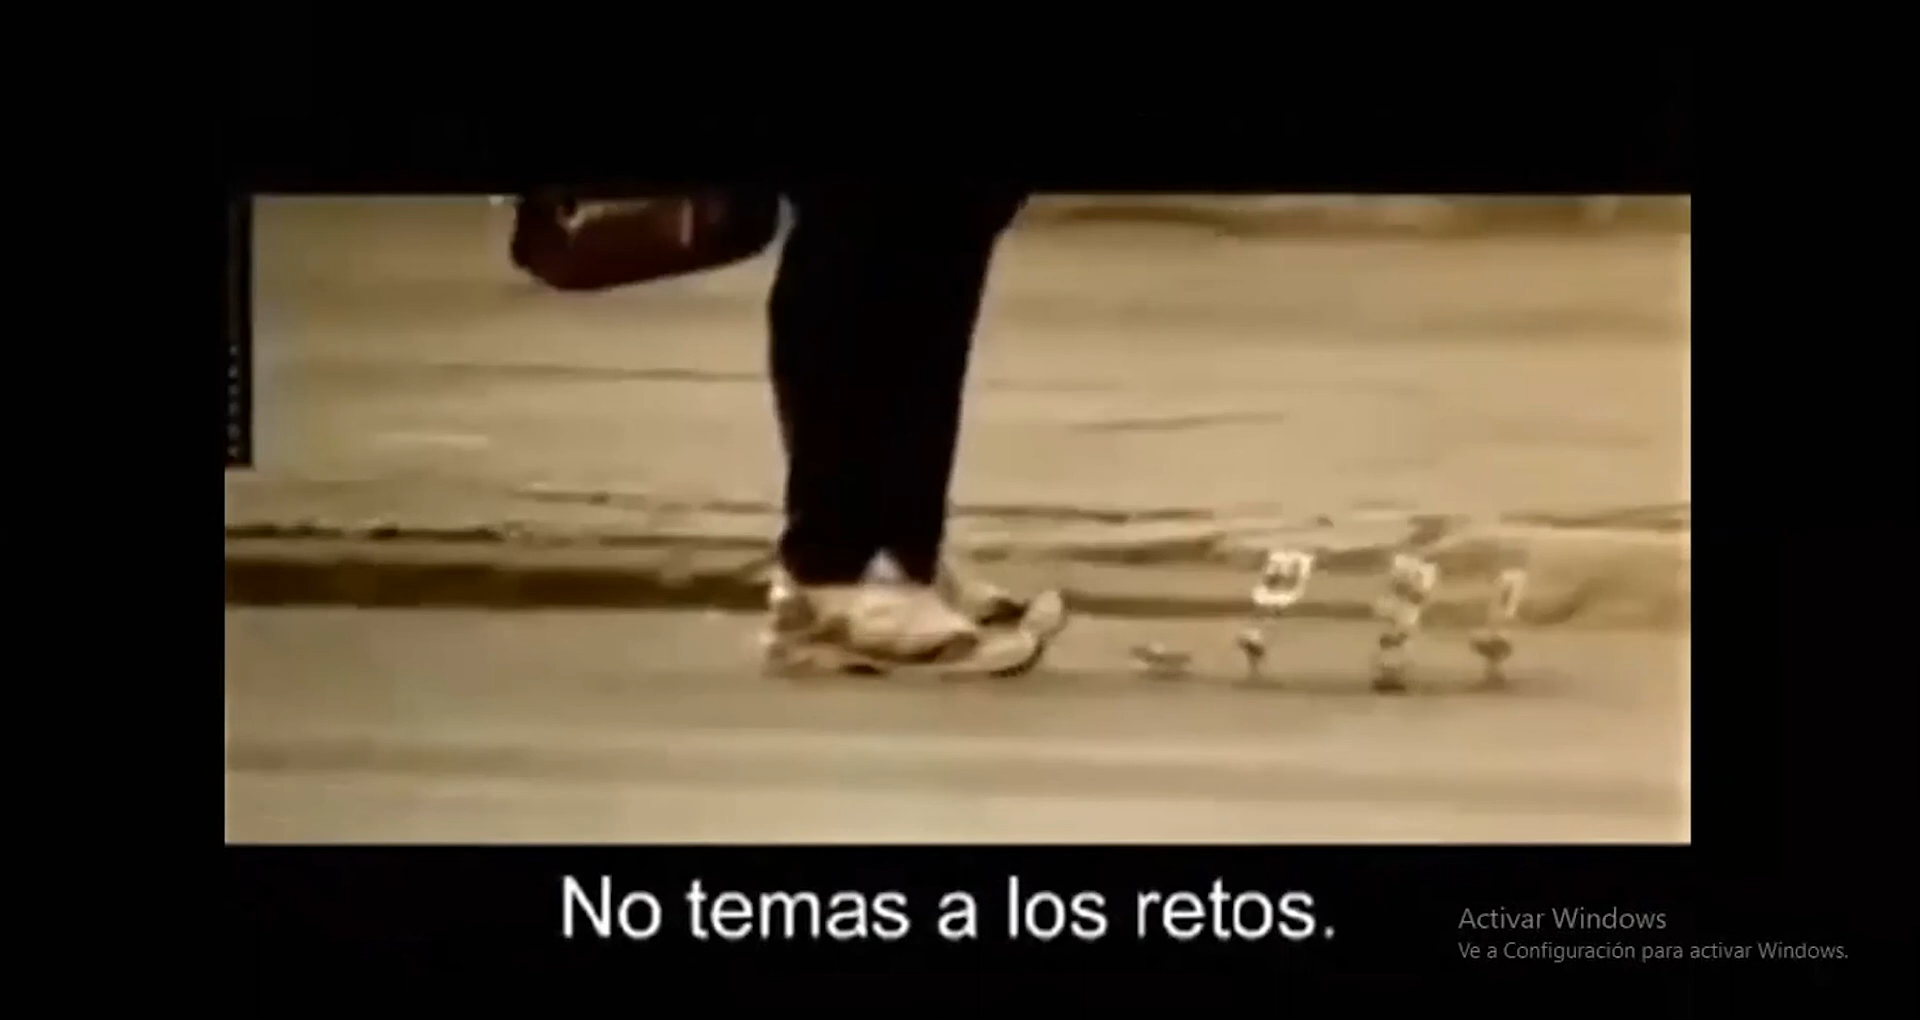 No temas a los retos.
Activar Windows
Ve a Configuración para activar Windows.